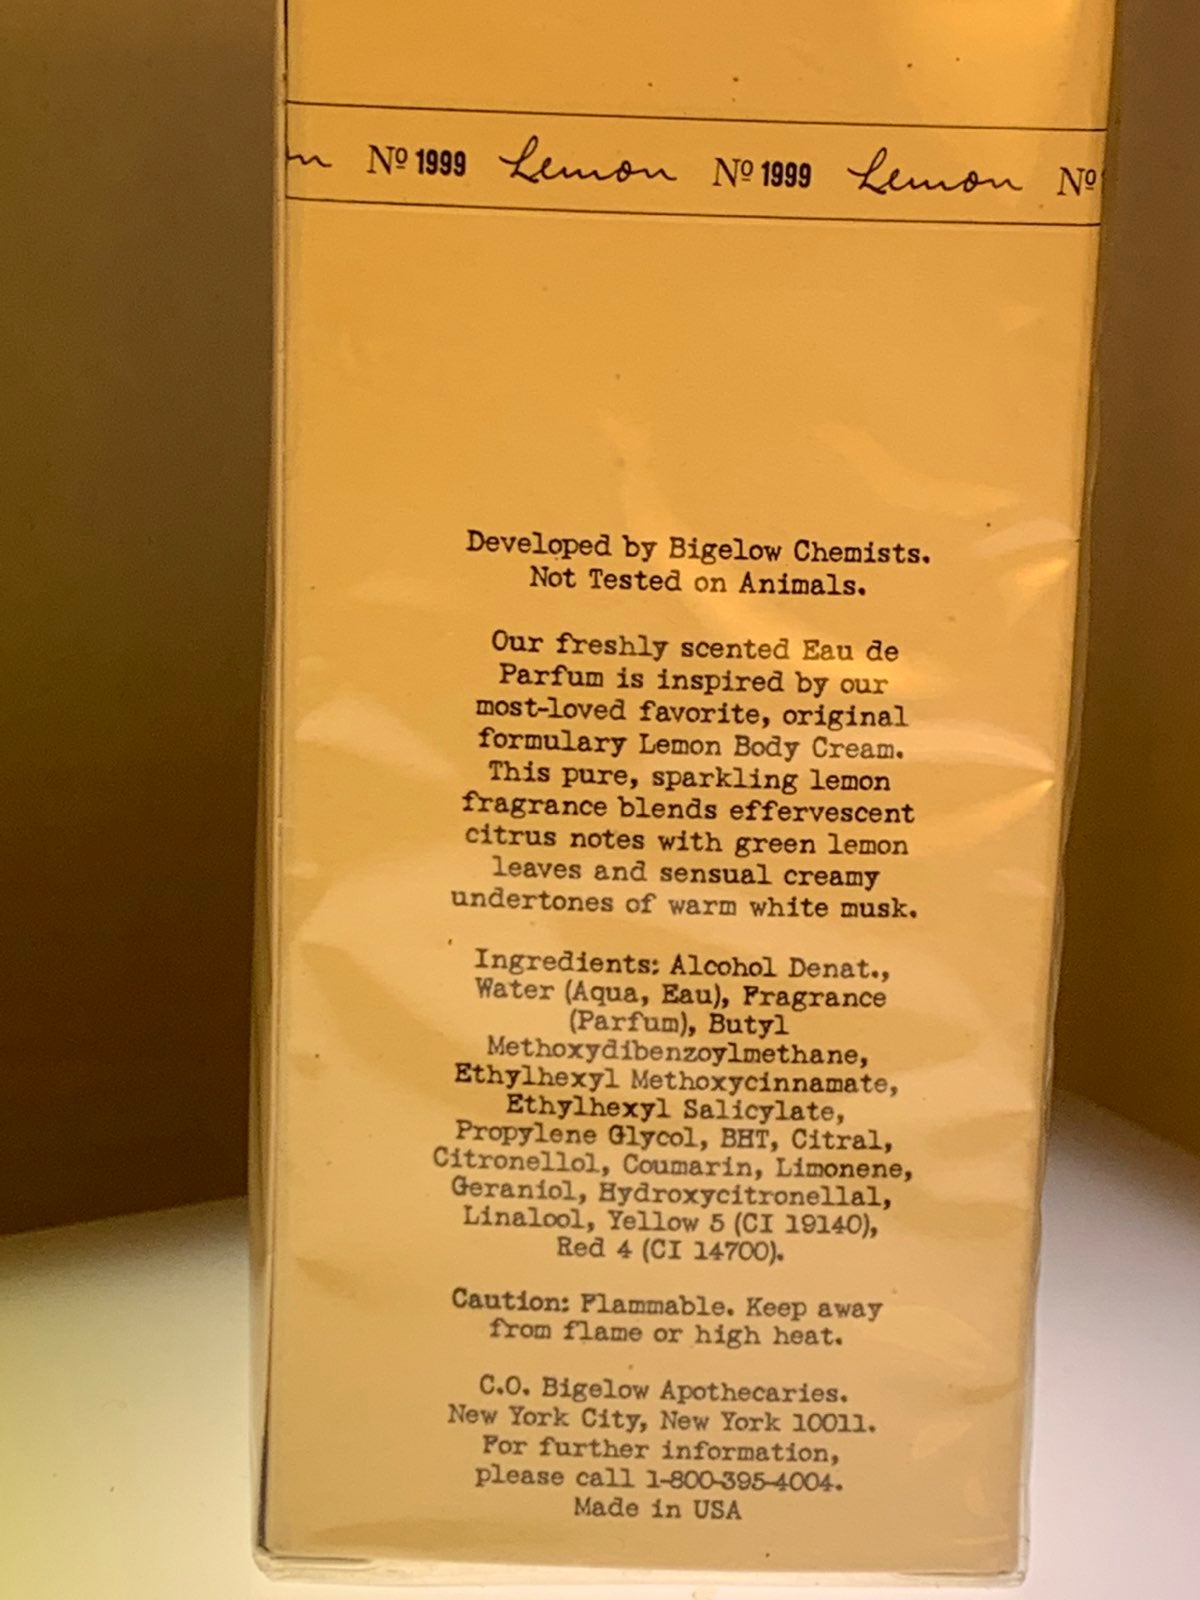 n Nº 1999 Lemon Nº 1999 Lemon Nº
Developed by Bigelow Chemists.
Not Tested on Animals.
Our freshly scented Eau de
Parfum is inspired by our
most-loved favorite, original
formulary Lemon Body Cream.
This pure, sparkling lemon
fragrance blends effervescent
citrus notes with green lemon
leaves and sensual creamy
undertones of warm white musk.
Ingredients: Alcohol Denat.,
Water (Aqua, Eau), Fragrance
(Parfum), Butyl
Methoxydibenzoylmethane,
Ethylhexyl Methoxycinnamate,
Ethylhexyl Salicylate,
Propylene Glycol, BHT, Citral,
Citronellol, Coumarin, Limonene,
Geraniol, Hydroxycitronellal,
Linalool, Yellow 5 (CI 19140),
Red 4 (CI 14700).
Caution: Flammable. Keep away
from flame or high heat.
C.O. Bigelow Apothecaries.
New York City, New York 10011.
For further information,
please call 1-800-395-4004.
Made in USA